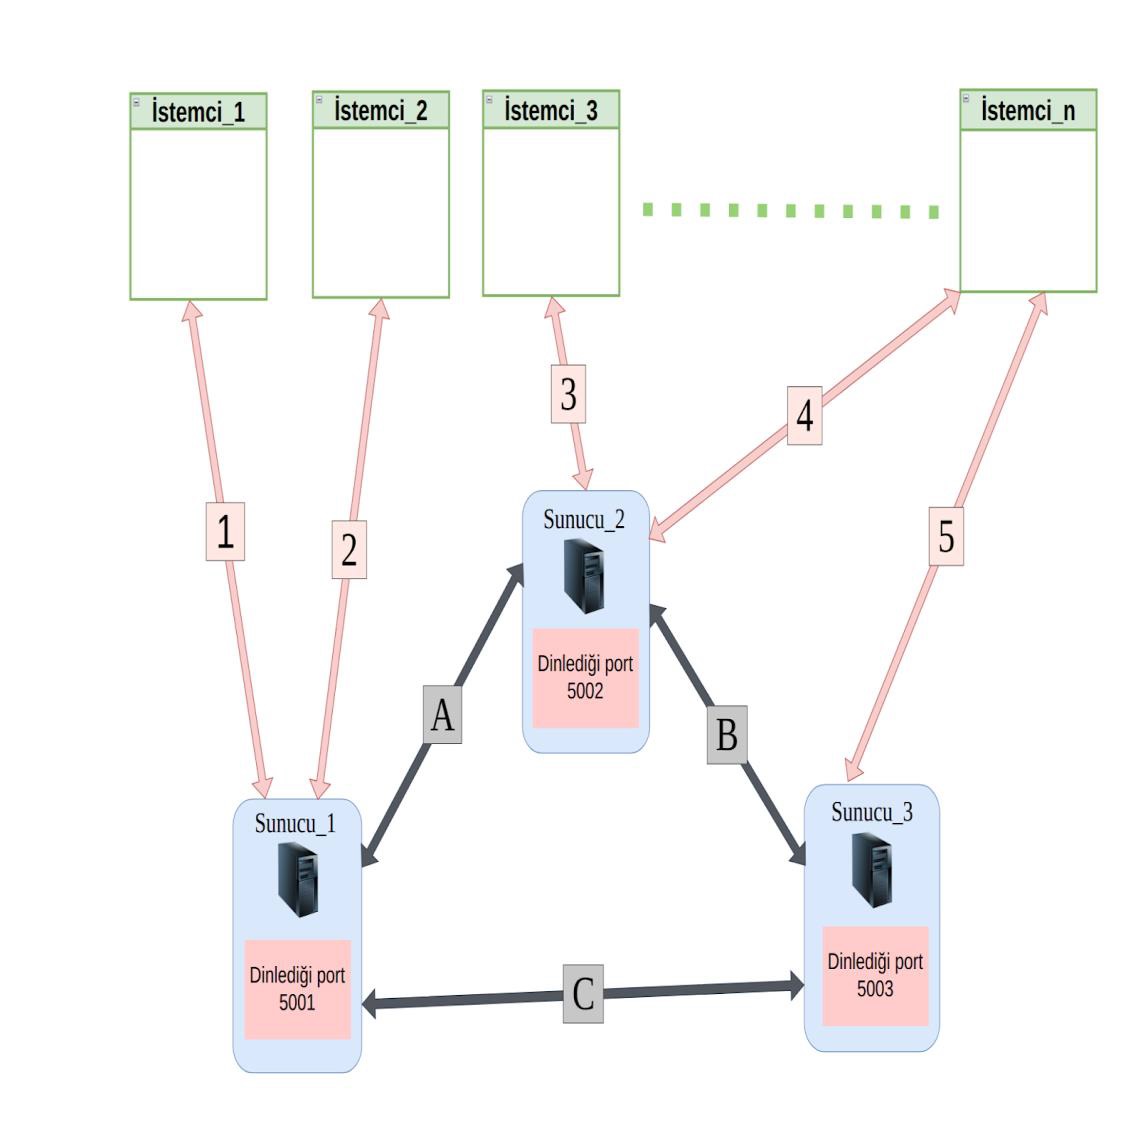 İstemci_1
İstemci_2
İstemci_3
İstemci_n
3
4
1
2
5
Sunucu_2
Dinlediği port
5002
A
B
Sunucu_1
Dinlediği port
5001
Sunucu_3
Dinlediği port
5003
C